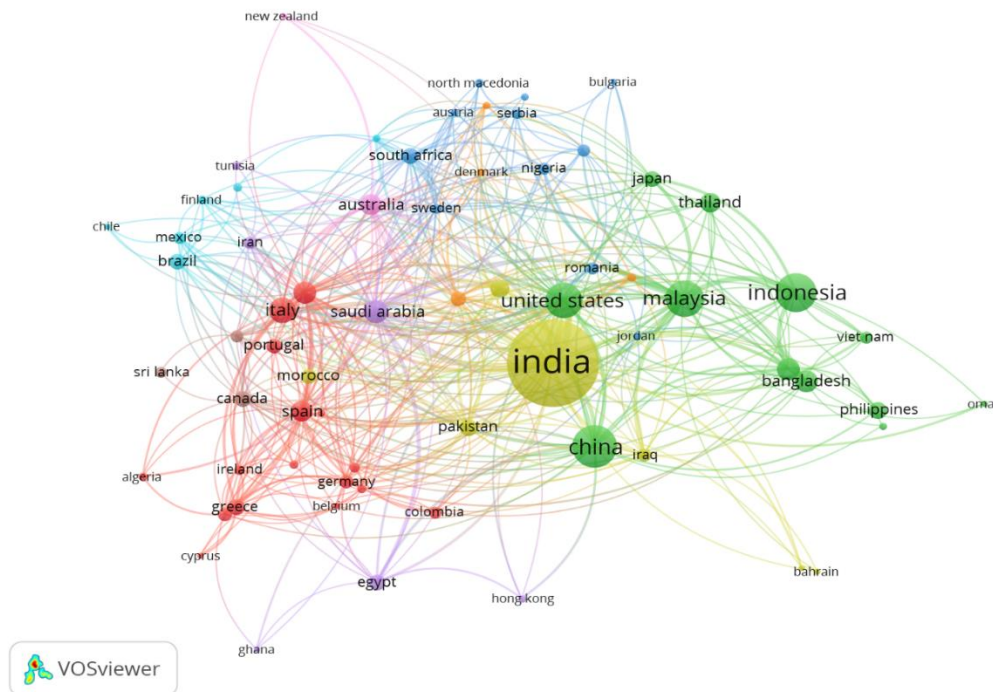 new zealand
north macedonia
bulgaria
austria
serbia
south africa
tunisia
denmark
nigeria
japan
finland
australia
sweden
thailand
chile
mexico
iran
brazil
romania
indonesia
united states
malaysia
italy
saudi arabia
jordan
viet nam
portugal
india
sri lanka
morocco
bangladesh
canada
spain
philippines
oma
pakistan
china
iraq
algeria
ireland
germany
belgium
greece
colombia
cyprus
bahrain
egypt
hong kong
ghana
VOSviewer